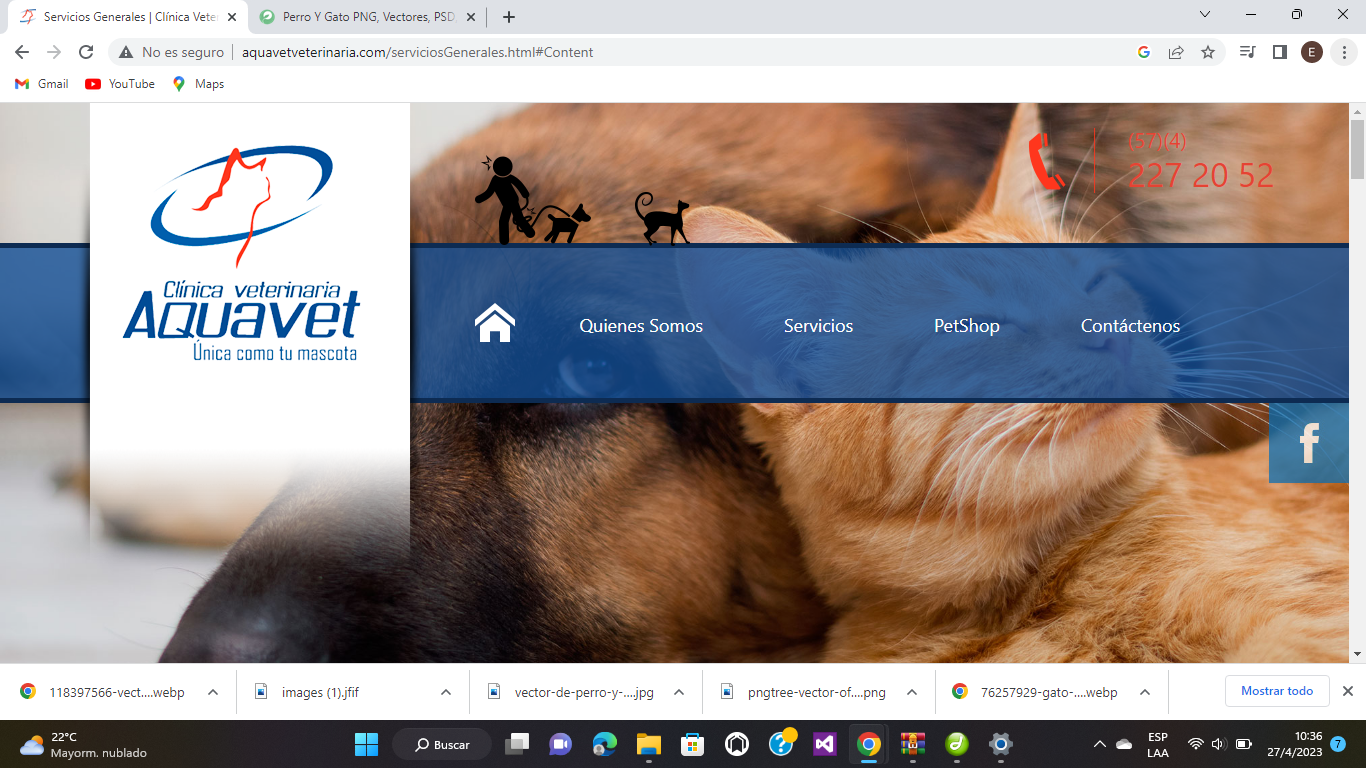 Servicios Generales | Clínica Veter
Perro Y Gato PNG, Vectores, PSD,
No es seguro
aquavetveterinaria.com/serviciosGenerales.html#Content
E
Gmail
YouTube
Maps
(57)(4)
227 20 52
Clínica veterinaria
Aquavet
Única como tu mascota
Quienes Somos
Servicios
PetShop
Contáctenos
f
118397566-vect....webp
images (1).jfif
vector-de-perro-y-....jpg
pngtree-vector-of....png
76257929-gato-....webp
Mostrar todo
22°C
Mayorm. nublado
Buscar
ESP
LAA
10:36
27/4/2023
7